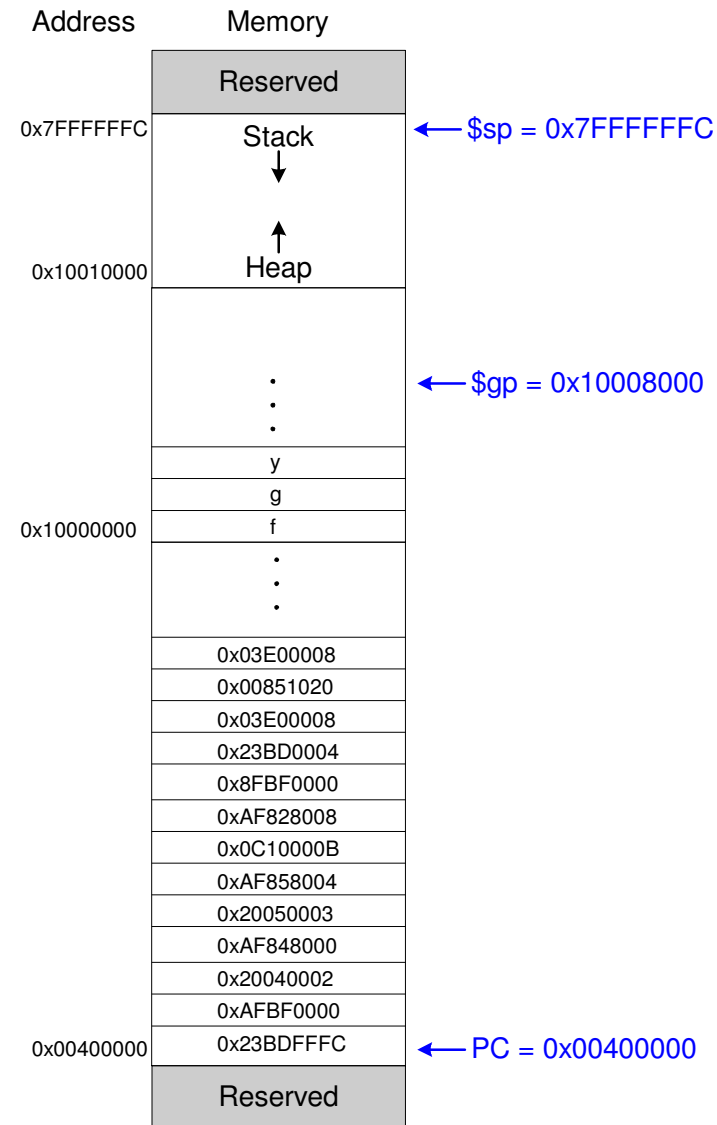 Address Memory
Reserved
0x7FFFFFFC Stack $sp = 0x7FFFFFFC
0x10010000 Heap
$gp = 0x10008000
y
g
0x10000000 f
0x03E00008
0x00851020
0x03E00008
0x23BD0004
0x8FBF0000
0xAF828008
0x0C10000B
0xAF858004
0x20050003
0xAF848000
0x20040002
0xAFBF0000
0x00400000 0x23BDFFFC PC = 0x00400000
Reserved